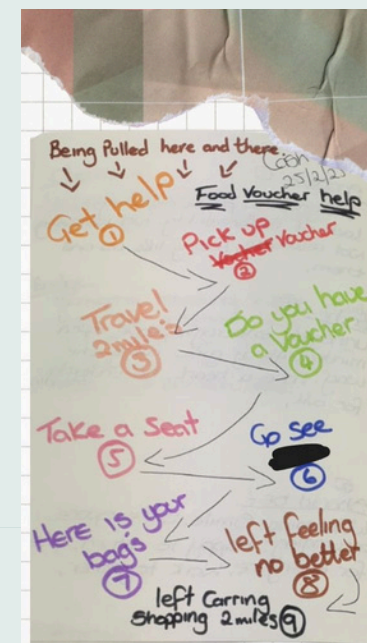 Being Pulled here and there
Cash
25/2/2
Food Voucher help
Get help
①
Pick up
Voucher
②
Travel
2 miles
③
Do you have
a Voucher
④
Take a seat
⑤
Go see
⑥
Here is your
bag's
⑦
left feeling
no better
⑧
left Carring
Shopping 2 miles ⑨